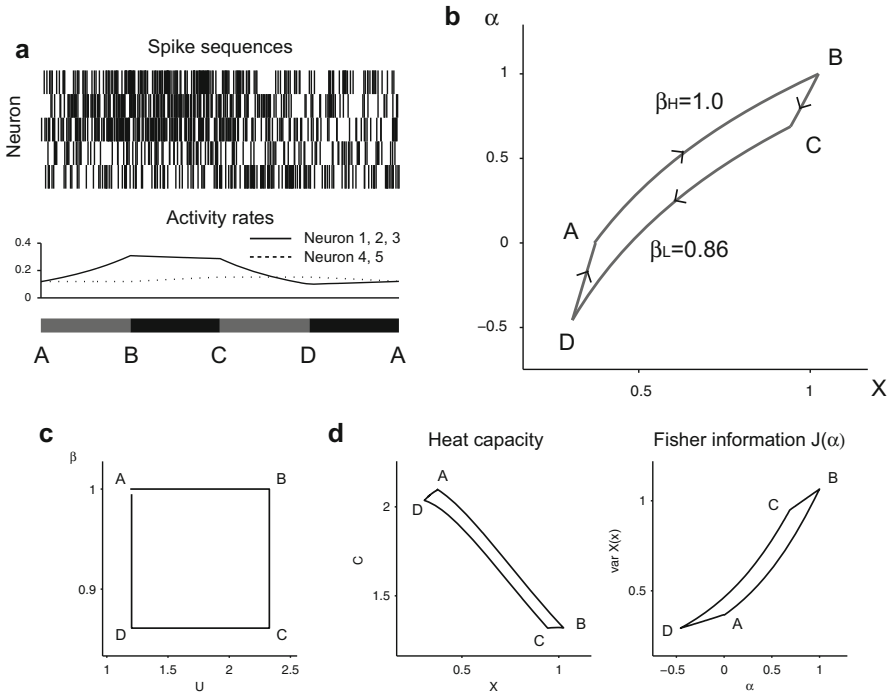 a
Spike sequences
Neuron
Activity rates
Neuron 1, 2, 3
Neuron 4, 5
0.4
0.2
0
A B C D A
b
α
1
0.5
0
−0.5
βH=1.0
βL=0.86
A
B
C
D
0.5 1
X
c
β
1
0.9
A B
D C
1 1.5 2 2.5
U
d
Heat capacity
C
2
1.5
A
D
C B
0.5 1
X
Fisher information J(α)
var X(x)
1
0.5
B
C
D A
−0.5 0 0.5 1
α